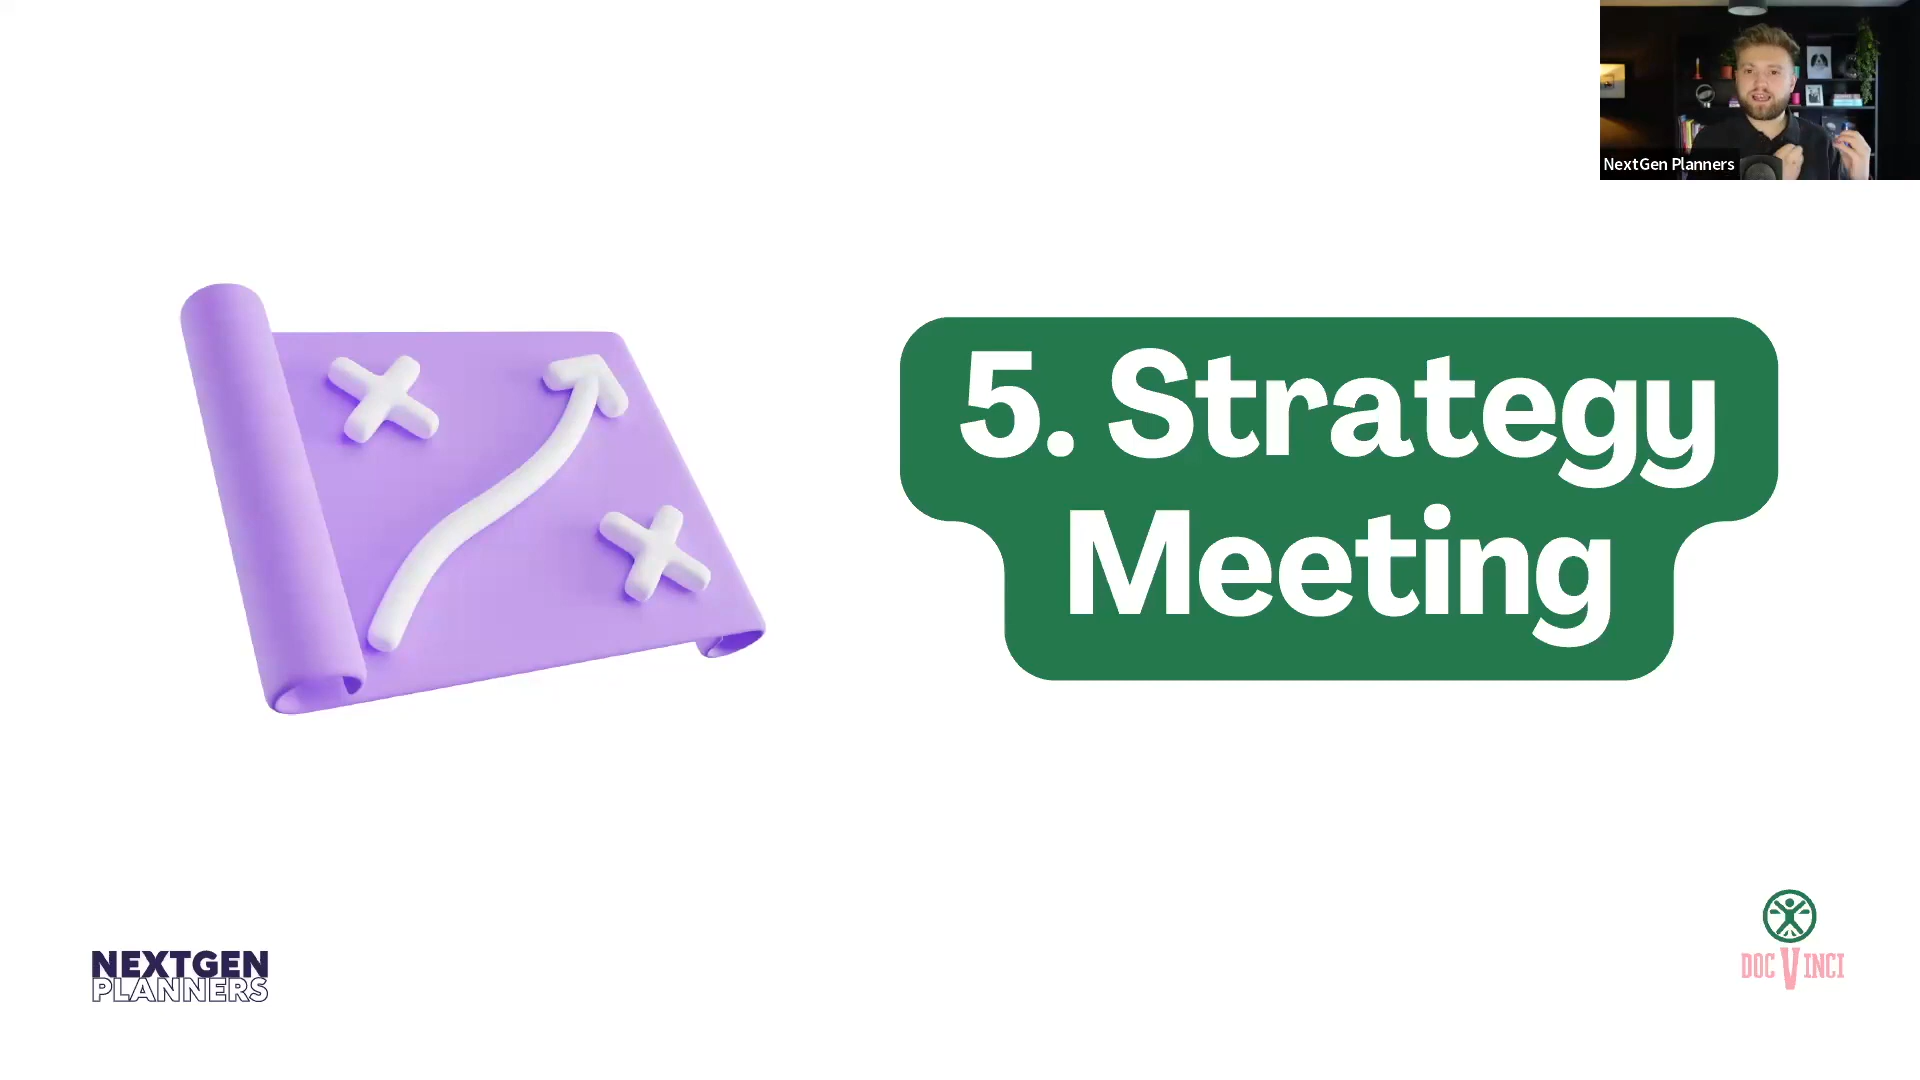 NextGen Planners
5. Strategy
Meeting
NEXTGEN
PLANNERS
DOC VINCI